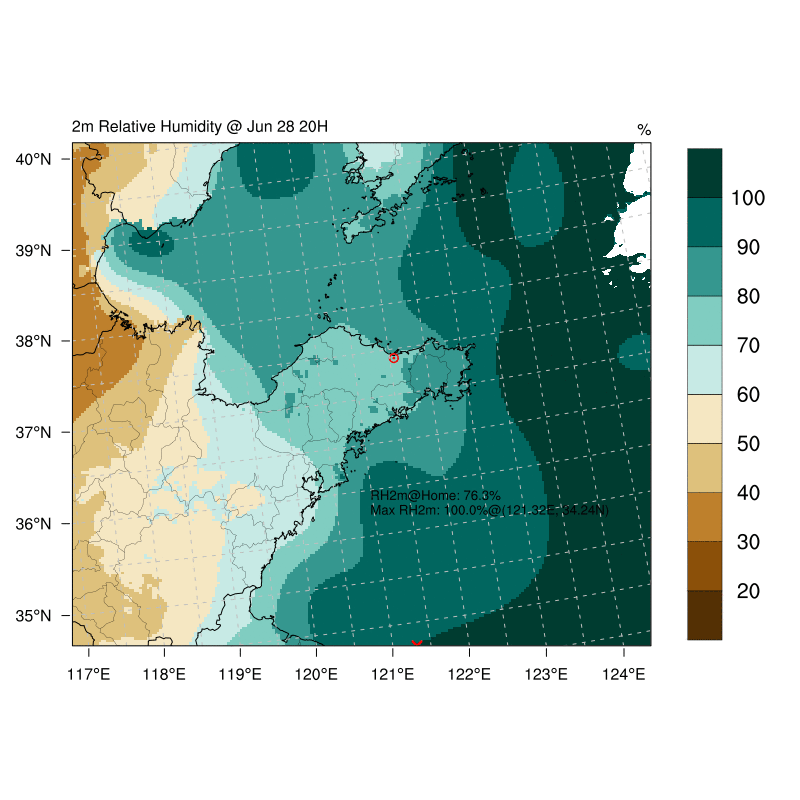 2m Relative Humidity @ Jun 28 20H
%
40°N
39°N
38°N
37°N
36°N
35°N
117°E 118°E 119°E 120°E 121°E 122°E 123°E 124°E
RH2m@Home: 76.3%
Max RH2m: 100.0%@(121.32E, 34.24N)
100
90
80
70
60
50
40
30
20